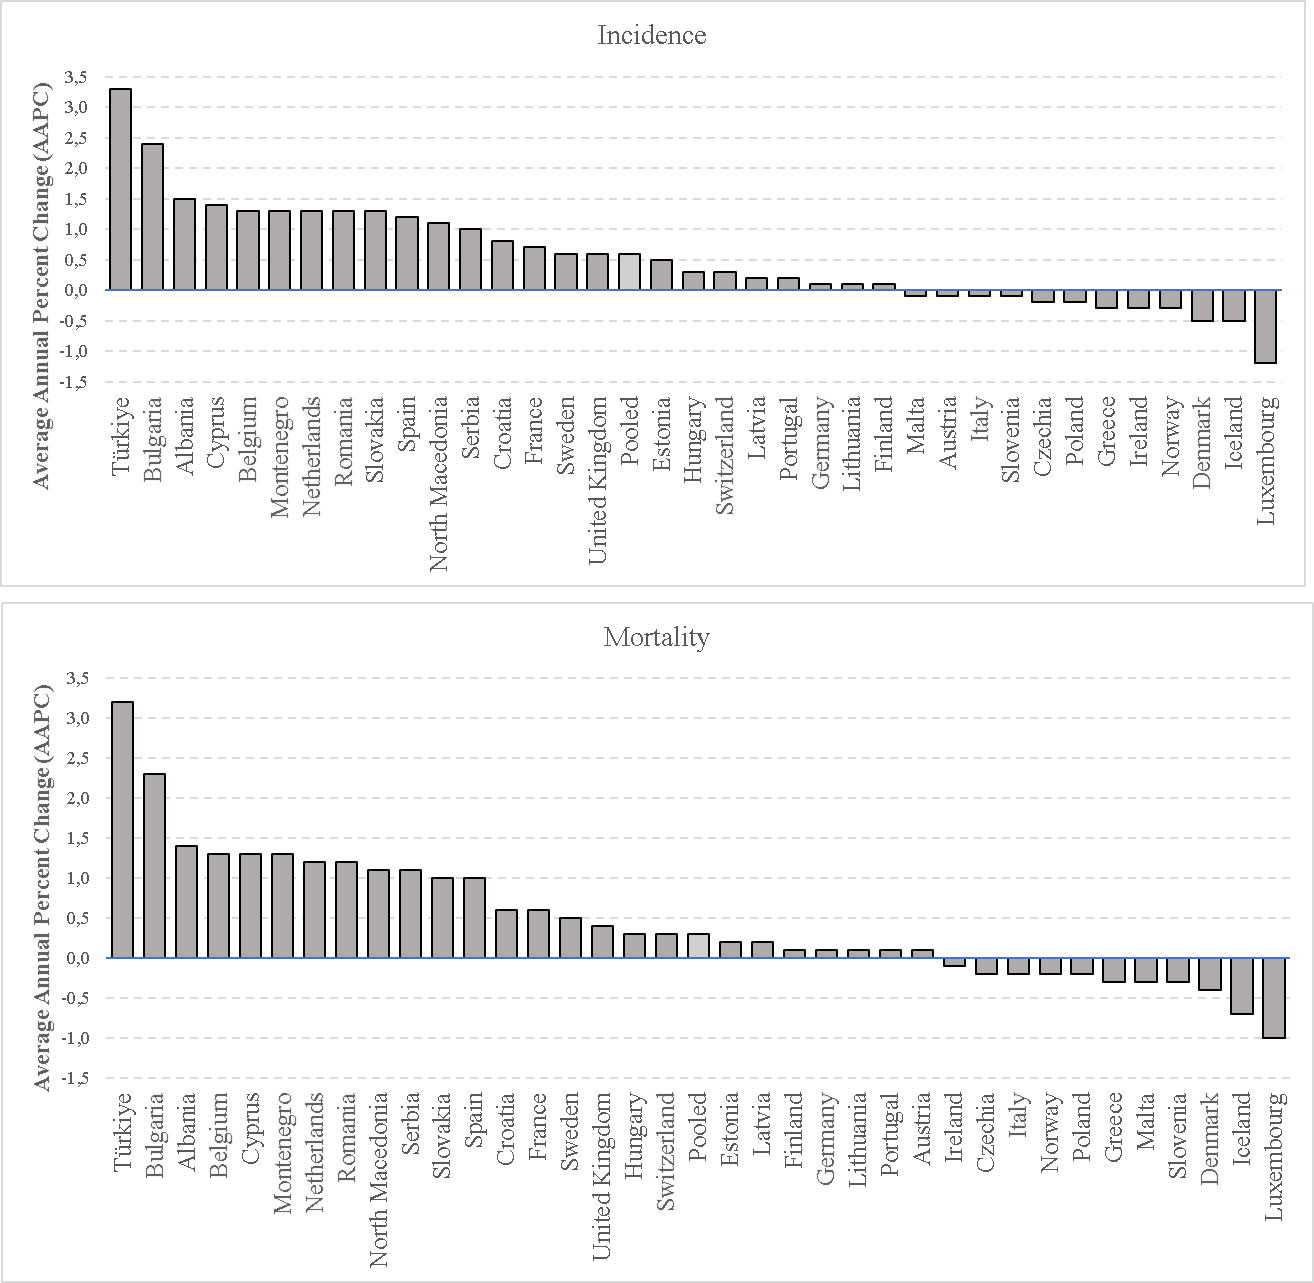 Incidence
Average Annual Percent Change (AAPC)
3,5
3,0
2,5
2,0
1,5
1,0
0,5
0,0
-0,5
-1,0
-1,5
Türkiye
Bulgaria
Albania
Cyprus
Belgium
Montenegro
Netherlands
Romania
Slovakia
Spain
North Macedonia
Serbia
Croatia
France
Sweden
United Kingdom
Pooled
Estonia
Hungary
Switzerland
Latvia
Portugal
Germany
Lithuania
Finland
Malta
Austria
Italy
Slovenia
Czechia
Poland
Greece
Ireland
Norway
Denmark
Iceland
Luxembourg
Mortality
Average Annual Percent Change (AAPC)
3,5
3,0
2,5
2,0
1,5
1,0
0,5
0,0
-0,5
-1,0
-1,5
Türkiye
Bulgaria
Albania
Belgium
Cyprus
Montenegro
Netherlands
Romania
North Macedonia
Serbia
Slovakia
Spain
Croatia
France
Sweden
United Kingdom
Hungary
Switzerland
Pooled
Estonia
Latvia
Finland
Germany
Lithuania
Portugal
Austria
Ireland
Czechia
Italy
Norway
Poland
Greece
Malta
Slovenia
Denmark
Iceland
Luxembourg